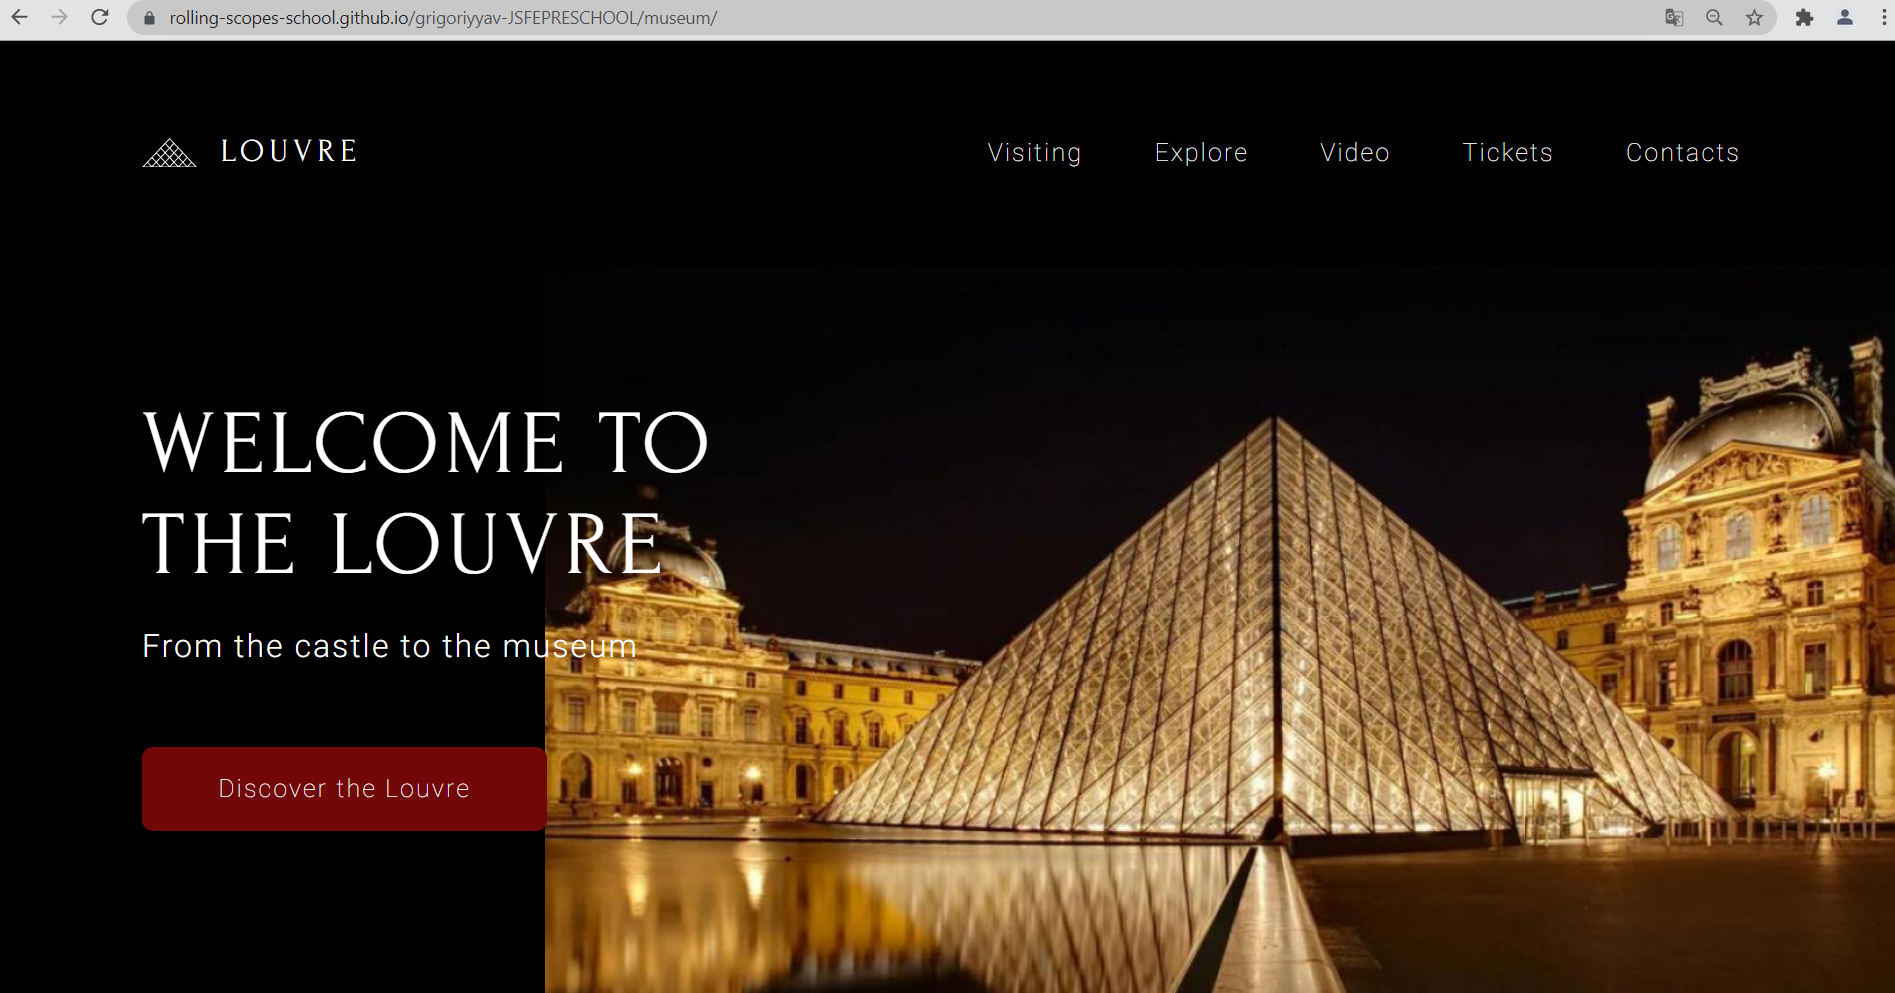 rolling-scopes-school.github.io/grigoriyyav-JSFEPRESCHOOL/museum/
LOUVRE
Visiting
Explore
Video
Tickets
Contacts
WELCOME TO
THE LOUVRE
From the castle to the museum
Discover the Louvre